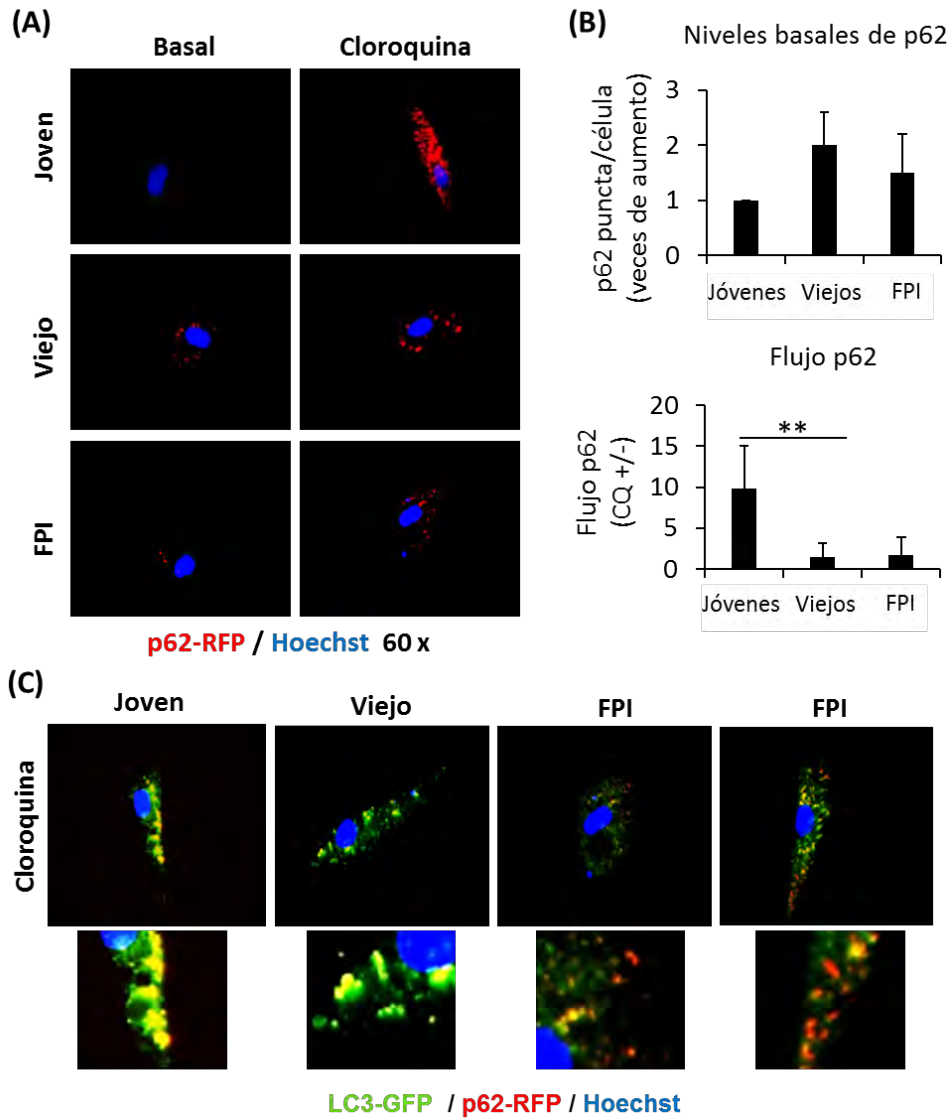 (A)
Basal
Cloroquina
Joven
Viejo
FPI
p62-RFP / Hoechst 60 x
(B)
Niveles basales de p62
p62 puncta/célula
(veces de aumento)
3
2
1
0
Jóvenes
Viejos
FPI
Flujo p62
Flujo p62
(CQ +/-)
20
15
10
5
0
**
Jóvenes
Viejos
FPI
(C)
Joven
Viejo
FPI
FPI
Cloroquina
LC3-GFP / p62-RFP / Hoechst